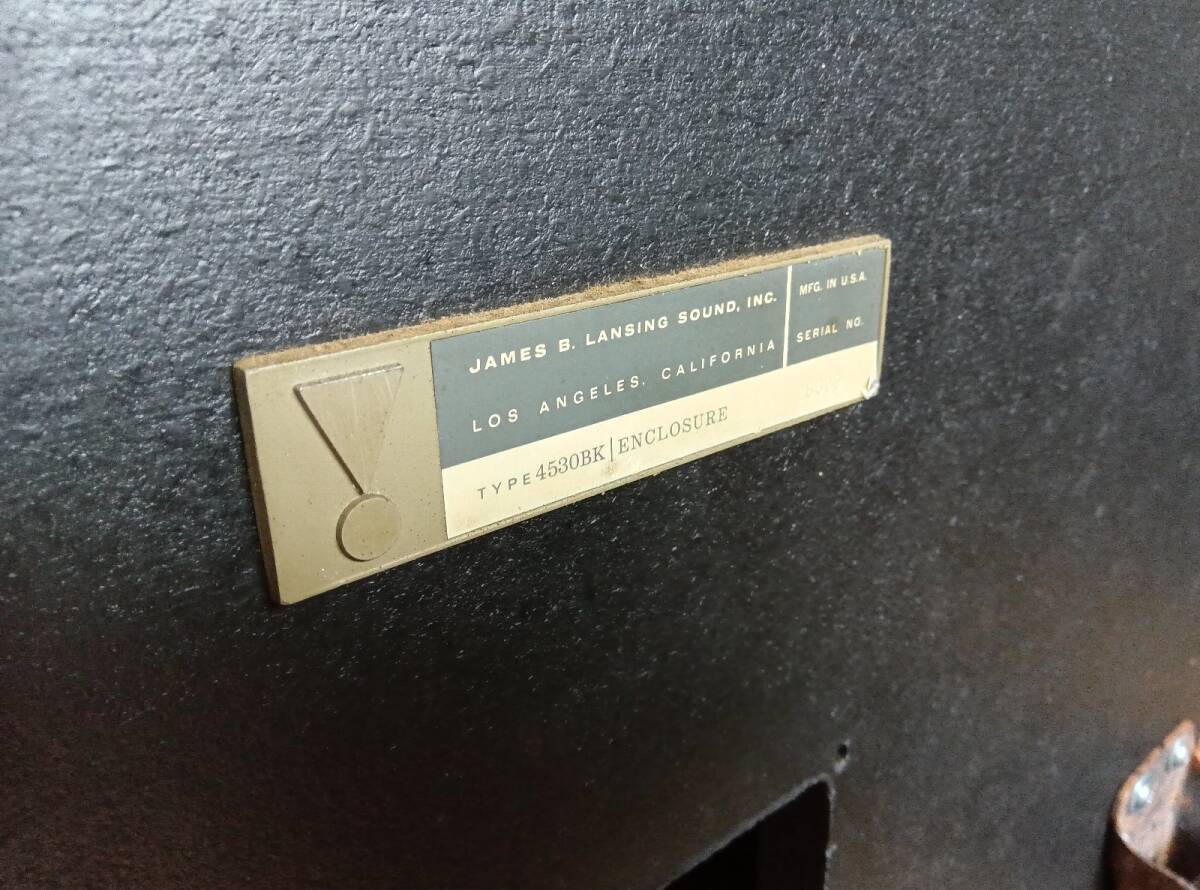 JAMES B. LANSING SOUND, INC.
LOS ANGELES, CALIFORNIA
MFG. IN U.S.A.
SERIAL NO.
TYPE 4530BK | ENCLOSURE